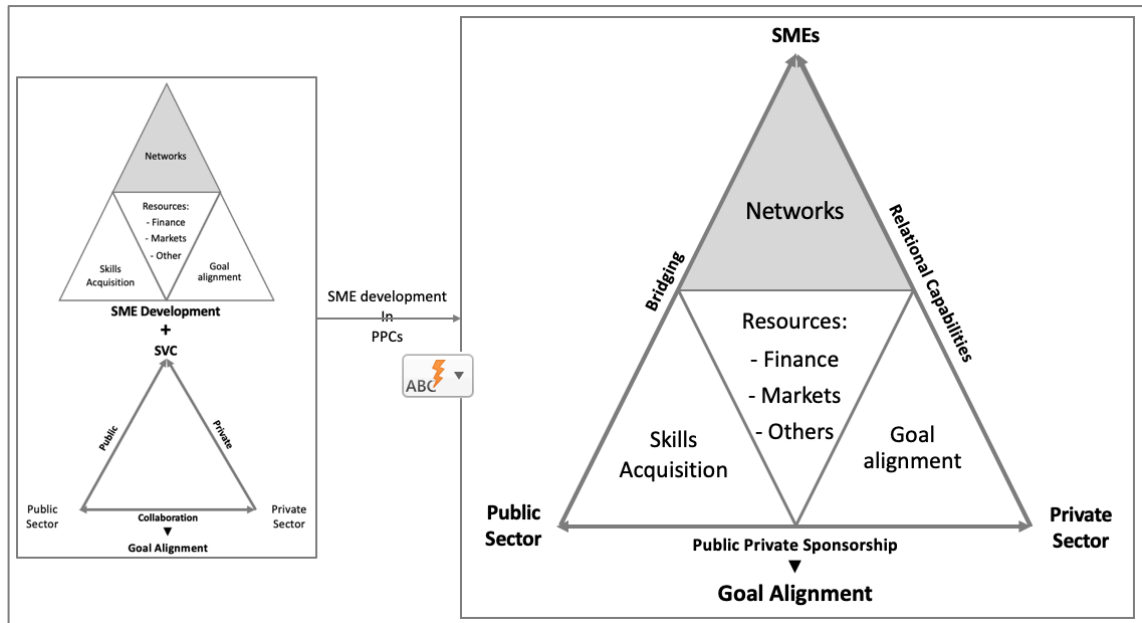 Networks
Resources:
- Finance
- Markets
- Other
Skills
Acquisition
Goal
alignment
SME Development
+
SVC
Public
Private
Public
Sector
Collaboration
Private
Sector
Goal Alignment
SME development
In
PPCs
ABC
SMEs
Bridging
Relational Capabilities
Networks
Resources:
- Finance
- Markets
- Others
Skills
Acquisition
Goal
alignment
Public
Sector
Public Private Sponsorship
Private
Sector
Goal Alignment